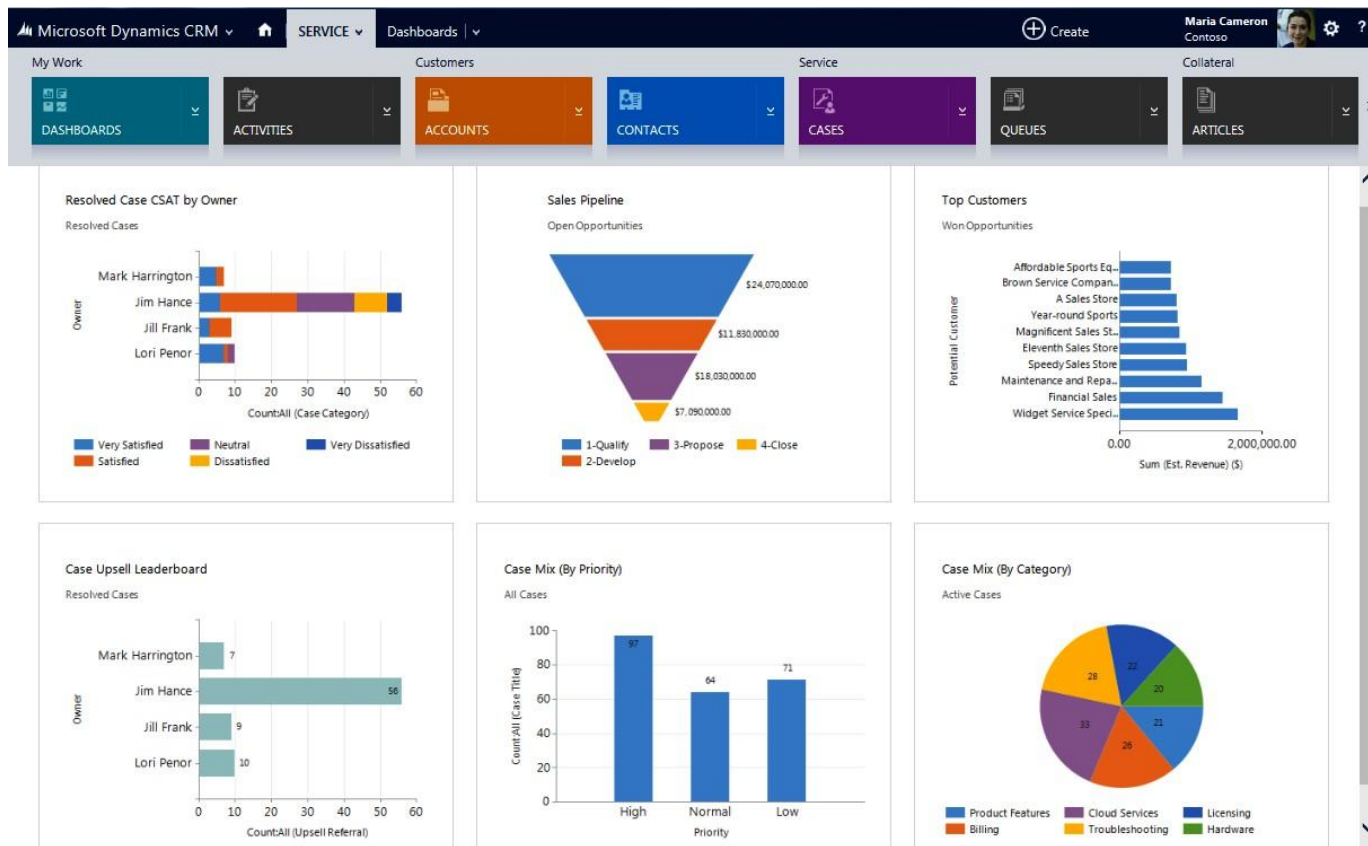 Microsoft Dynamics CRM
SERVICE
Dashboards
Create
Maria Cameron
Contoso
?
My Work
Customers
Service
Collateral
DASHBOARDS
ACTIVITIES
ACCOUNTS
CONTACTS
CASES
QUEUES
ARTICLES
Resolved Case CSAT by Owner
Resolved Cases
Owner
Mark Harrington
Jim Hance
Jill Frank
Lori Penor
0 10 20 30 40 50 60
Count:All (Case Category)
Very Satisfied Neutral Very Dissatisfied
Satisfied Dissatisfied
Sales Pipeline
Open Opportunities
$24,070,000.00
$11,830,000.00
$18,030,000.00
$7,090,000.00
1-Qualify 3-Propose 4-Close
2-Develop
Top Customers
Won Opportunities
Potential Customer
Affordable Sports Eq...
Brown Service Compan...
A Sales Store
Year-round Sports
Magnificent Sales St...
Eleventh Sales Store
Speedy Sales Store
Maintenance and Repa...
Financial Sales
Widget Service Speci...
0.00 2,000,000.00
Sum (Est. Revenue) ($)
Case Upsell Leaderboard
Resolved Cases
Owner
Mark Harrington 7
Jim Hance 56
Jill Frank 9
Lori Penor 10
0 10 20 30 40 50 60
Count:All (Upsell Referral)
Case Mix (By Priority)
All Cases
Count:All (Case Title)
100
80
60
40
20
0
97
64
71
High Normal Low
Priority
Case Mix (By Category)
Active Cases
22
28
20
33
21
26
Product Features Cloud Services Licensing
Billing Troubleshooting Hardware